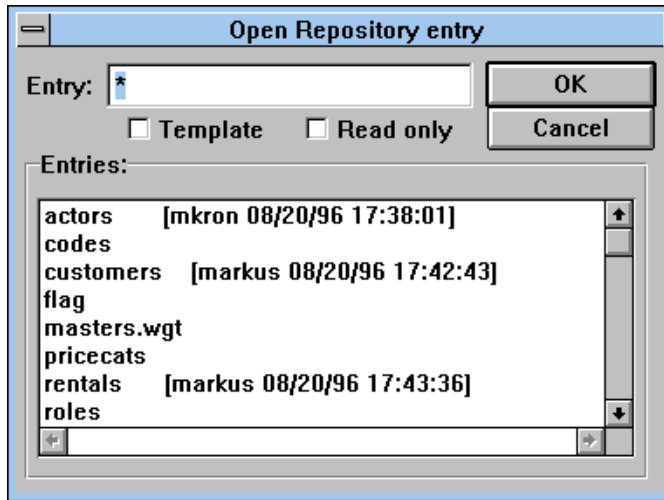 Open Repository entry
Entry: *
OK
Template Read only
Cancel
Entries:
actors [mkron 08/20/96 17:38:01]
codes
customers [markus 08/20/96 17:42:43]
flag
masters.wgt
pricecats
rentals [markus 08/20/96 17:43:36]
roles